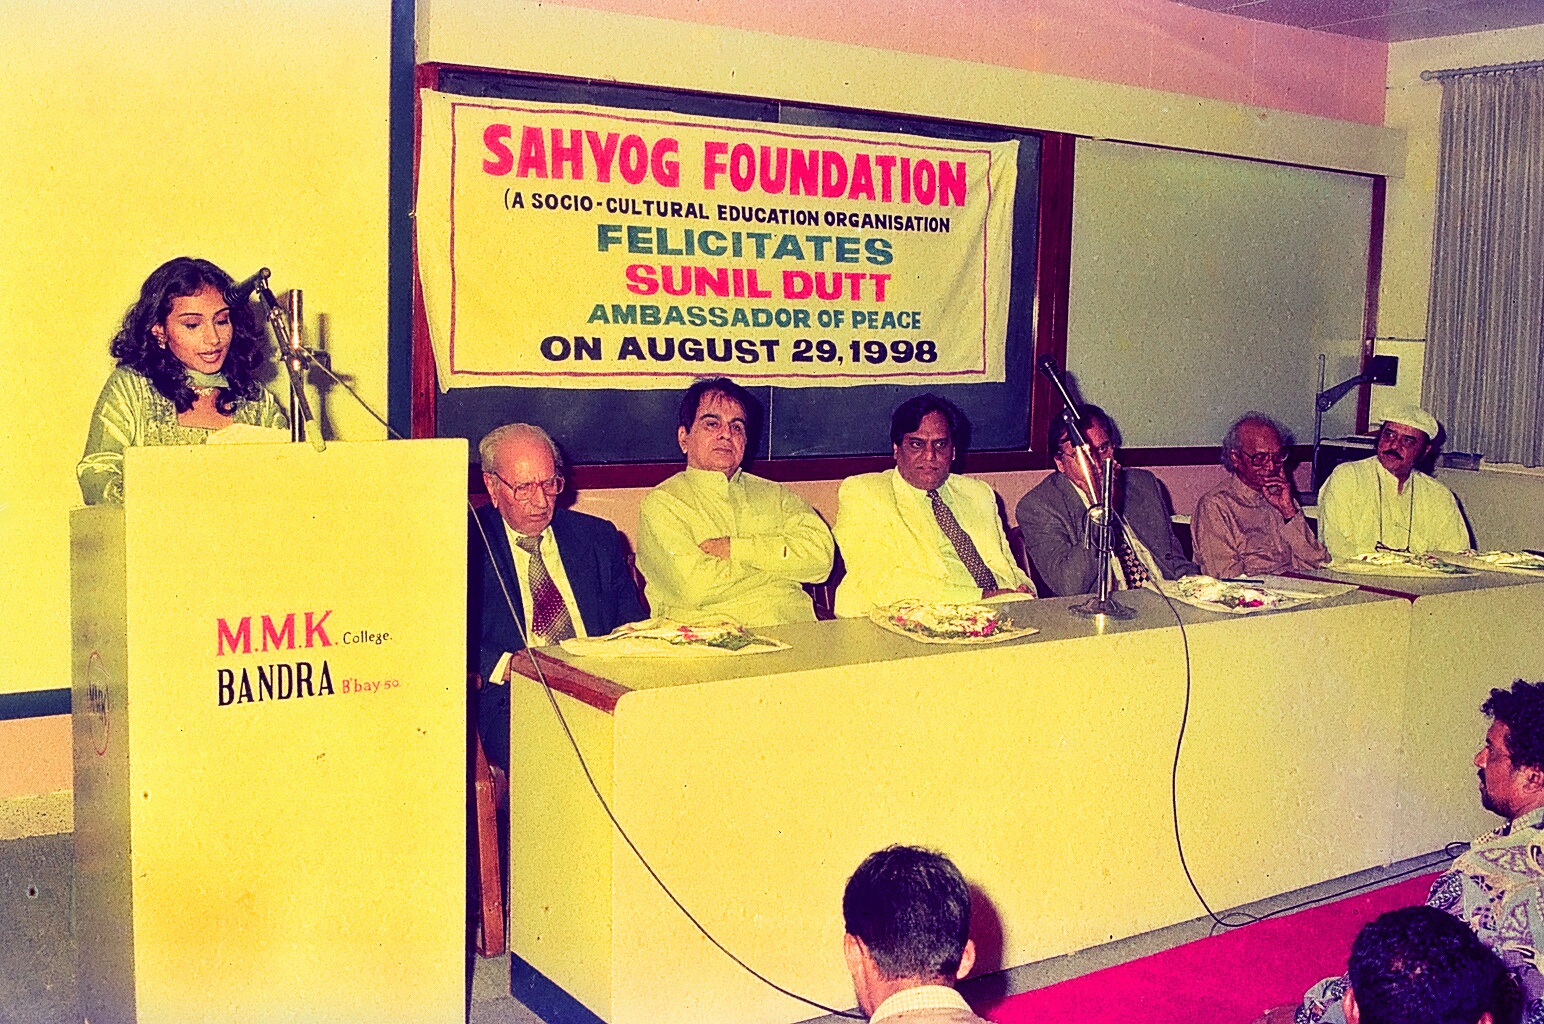 SAHYOG FOUNDATION
(A SOCIO-CULTURAL EDUCATION ORGANISATION
FELICITATES
SUNIL DUTT
AMBASSADOR OF PEACE
ON AUGUST 29,1998
M.M.K. College.
BANDRA B'bay-50.